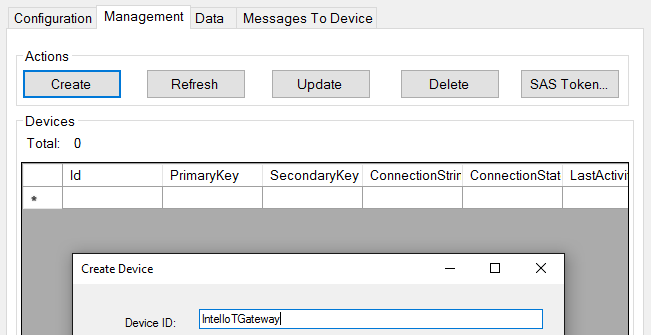 Configuration Management Data Messages To Device
Actions
Create Refresh Update Delete SAS Token...
Devices
Total: 0
Id PrimaryKey SecondaryKey ConnectionStrin ConnectionStat LastActivi
*
Create Device
Device ID: IntelIoTGateway